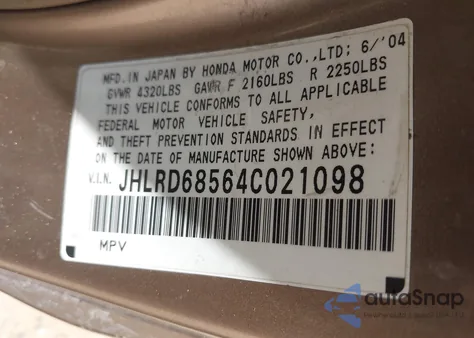 MFD.IN JAPAN BY HONDA MOTOR CO.,LTD; 6/'04
GVWR 4320LBS GAWR F 2160LBS R 2250LBS
THIS VEHICLE CONFORMS TO ALL APPLICABLE
FEDERAL MOTOR VEHICLE SAFETY,
AND THEFT PREVENTION STANDARDS IN EFFECT
ON THE DATE OF MANUFACTURE SHOWN ABOVE:
V.I.N. JHLRD68564C021098
MPV
autoSnap